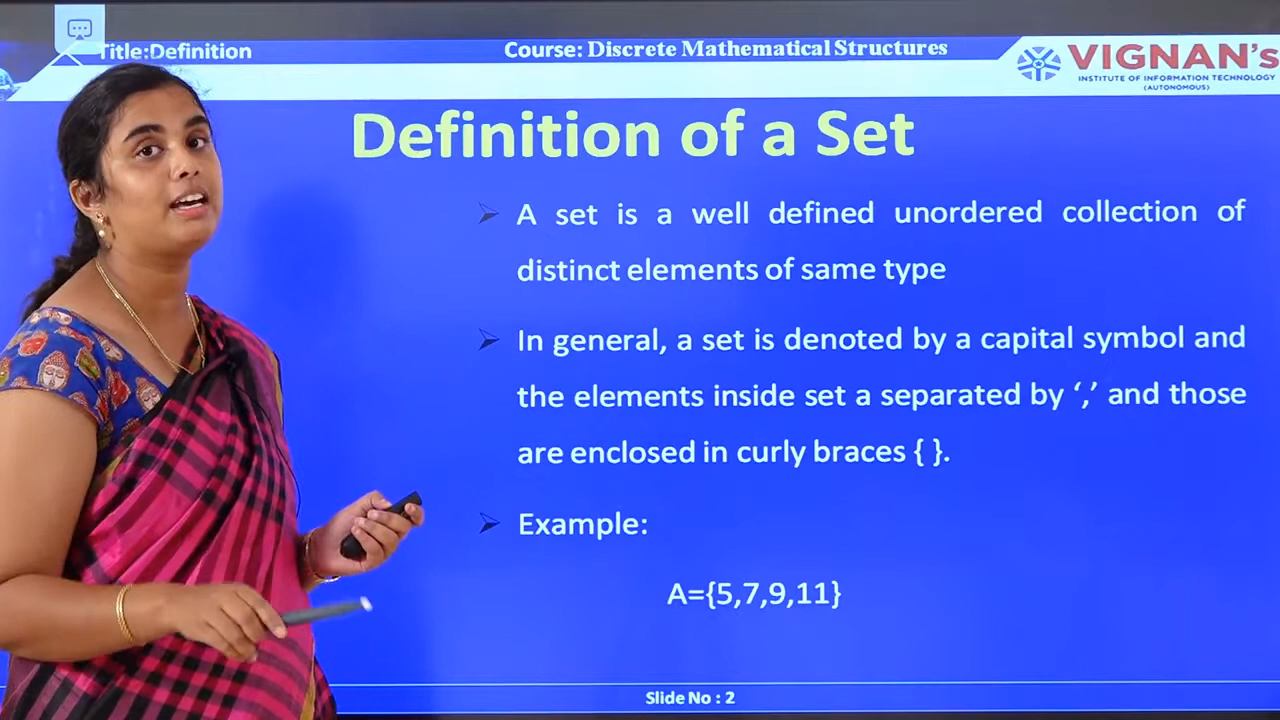 Title:Definition
Course: Discrete Mathematical Structures
VIGNAN's
INSTITUTE OF INFORMATION TECHNOLOGY
(AUTONOMOUS)
Definition of a Set
A set is a well defined unordered collection of
distinct elements of same type
In general, a set is denoted by a capital symbol and
the elements inside set a separated by ‘,’ and those
are enclosed in curly braces { }.
Example:
A={5,7,9,11}
Slide No : 2